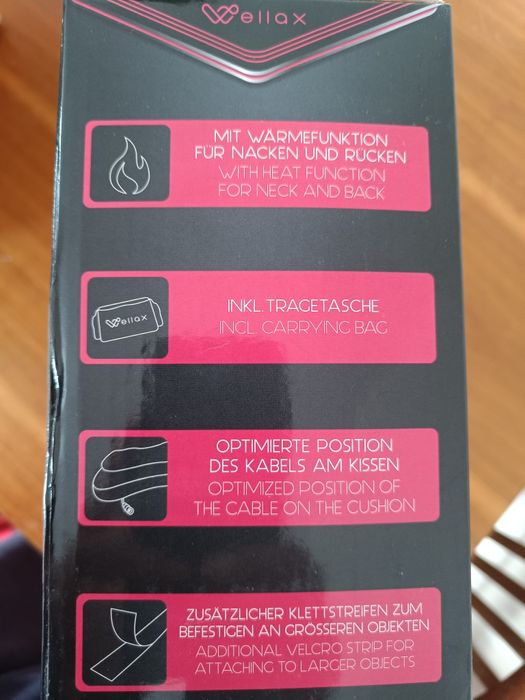 Wellax
MIT WÄRMEFUNKTION
FÜR NACKEN UND RÜCKEN
WITH HEAT FUNCTION
FOR NECK AND BACK
Wellax
INKL. TRAGETASCHE
INCL. CARRYING BAG
OPTIMIERTE POSITION
DES KABELS AM KISSEN
OPTIMIZED POSITION OF
THE CABLE ON THE CUSHION
ZUSÄTZLICHER KLETTSTREIFEN ZUM
BEFESTIGEN AN GRÖSSEREN OBJEKTEN
ADDITIONAL VELCRO STRIP FOR
ATTACHING TO LARGER OBJECTS